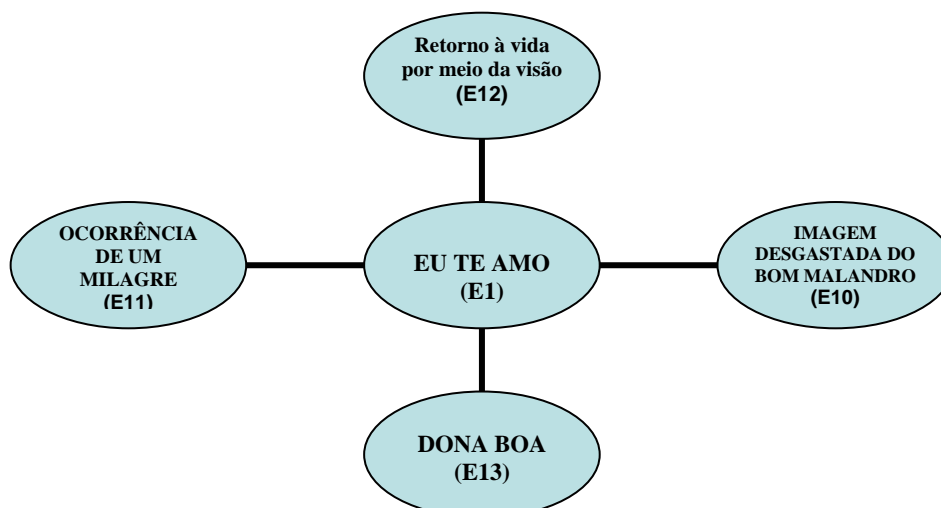 Retorno à vida
por meio da visão
(E12)
OCORRÊNCIA
DE UM
MILAGRE
(E11)
EU TE AMO
(E1)
IMAGEM
DESGASTADA DO
BOM MALANDRO
(E10)
DONA BOA
(E13)